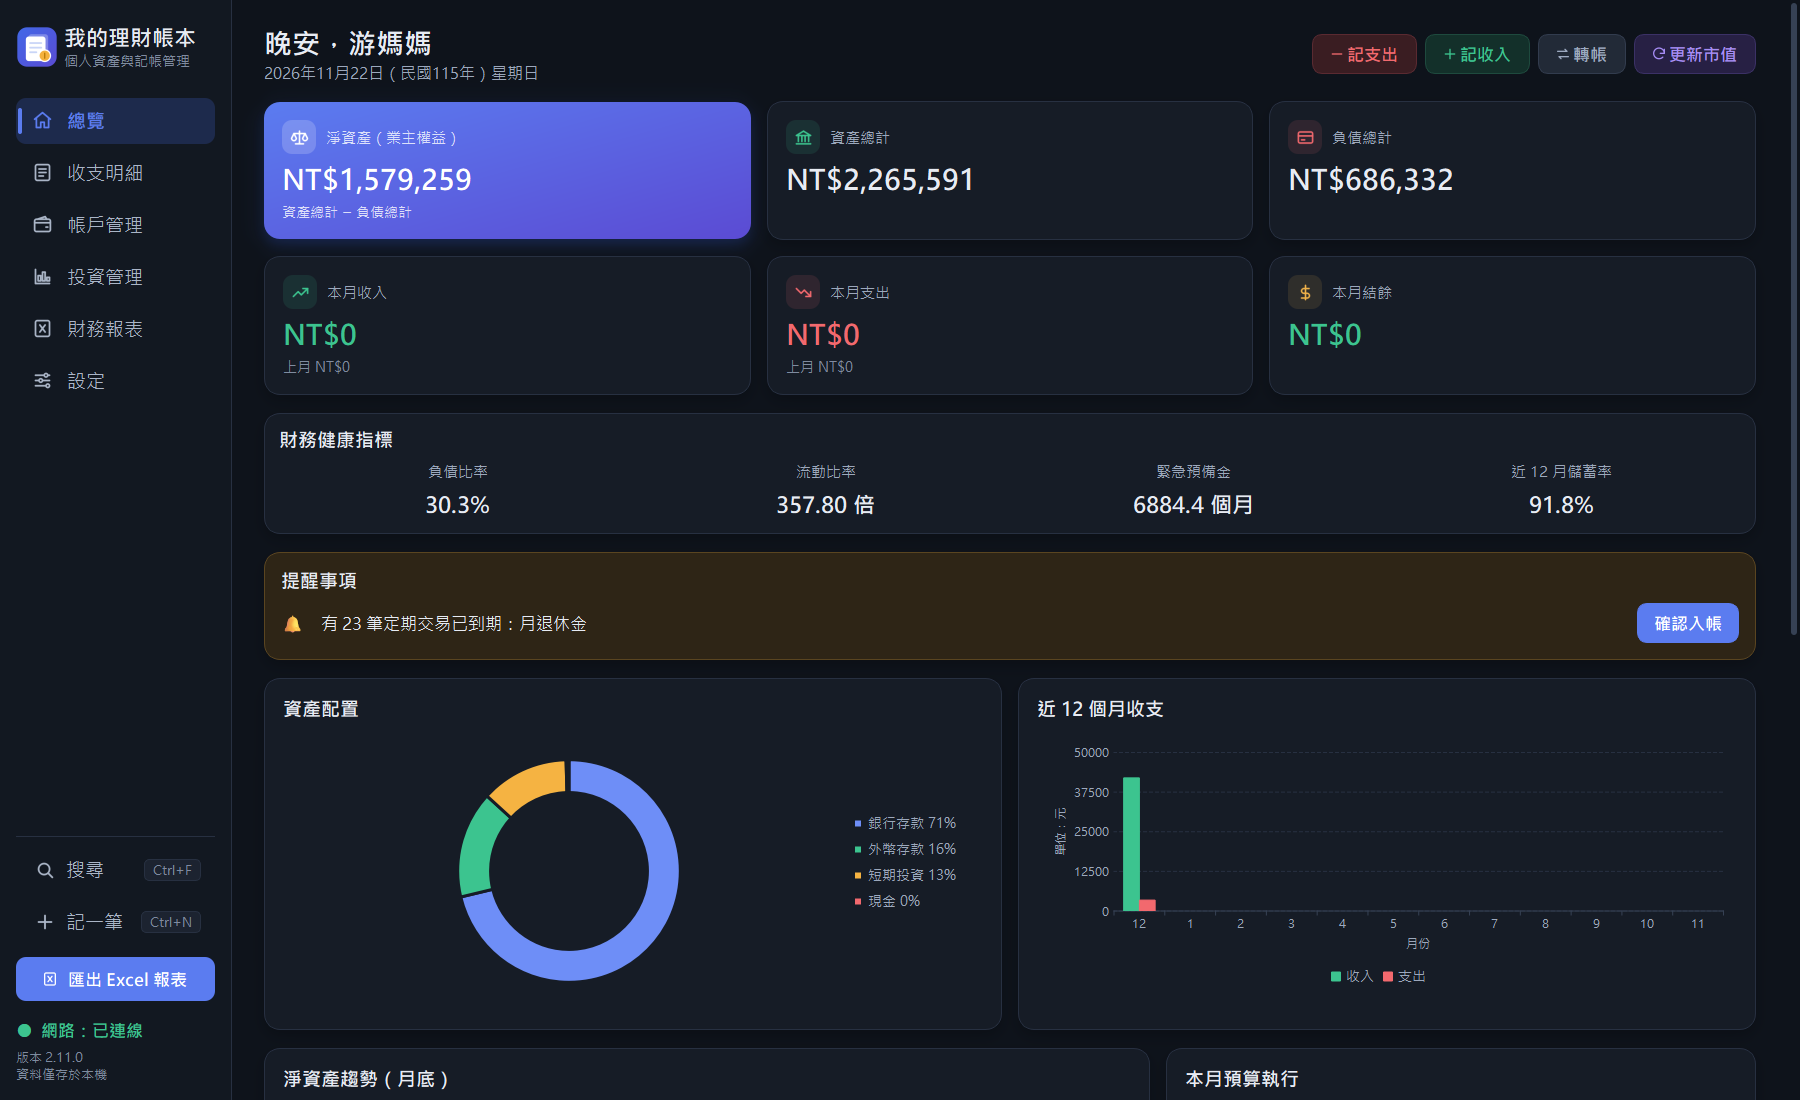 我的理財帳本
個人資產與記帳管理
總覽
收支明細
帳戶管理
投資管理
財務報表
設定
搜尋 Ctrl+F
記一筆 Ctrl+N
匯出 Excel 報表
網路：已連線
版本 2.11.0
資料僅存於本機
晚安，游媽媽
2026年11月22日（民國115年）星期日
記支出
記收入
轉帳
更新市值
淨資產（業主權益）
NT$1,579,259
資產總計 − 負債總計
資產總計
NT$2,265,591
負債總計
NT$686,332
本月收入
NT$0
上月 NT$0
本月支出
NT$0
上月 NT$0
本月結餘
NT$0
財務健康指標
負債比率
30.3%
流動比率
357.80 倍
緊急預備金
6884.4 個月
近 12 月儲蓄率
91.8%
提醒事項
有 23 筆定期交易已到期：月退休金
確認入帳
資產配置
銀行存款 71%
外幣存款 16%
短期投資 13%
現金 0%
近 12 個月收支
50000
37500
25000
12500
0
單位：元
12 1 2 3 4 5 6 7 8 9 10 11
月份
收入 支出
淨資產趨勢（月底）
本月預算執行